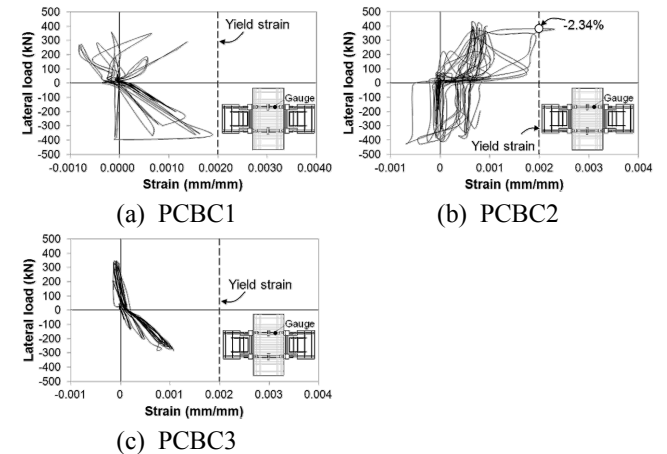 Lateral load (kN)
500
400
300
200
100
0
-100
-200
-300
-400
-500
Yield strain
Gauge
-0.0010 0.0000 0.0010 0.0020 0.0030 0.0040
Strain (mm/mm)
(a) PCBC1
Lateral load (kN)
500
400
300
200
100
0
-100
-200
-300
-400
-500
-2.34%
Gauge
Yield strain
-0.001 0 0.001 0.002 0.003 0.004
Strain (mm/mm)
(b) PCBC2
Lateral load (kN)
500
400
300
200
100
0
-100
-200
-300
-400
-500
Yield strain
Gauge
-0.001 0 0.001 0.002 0.003 0.004
Strain (mm/mm)
(c) PCBC3